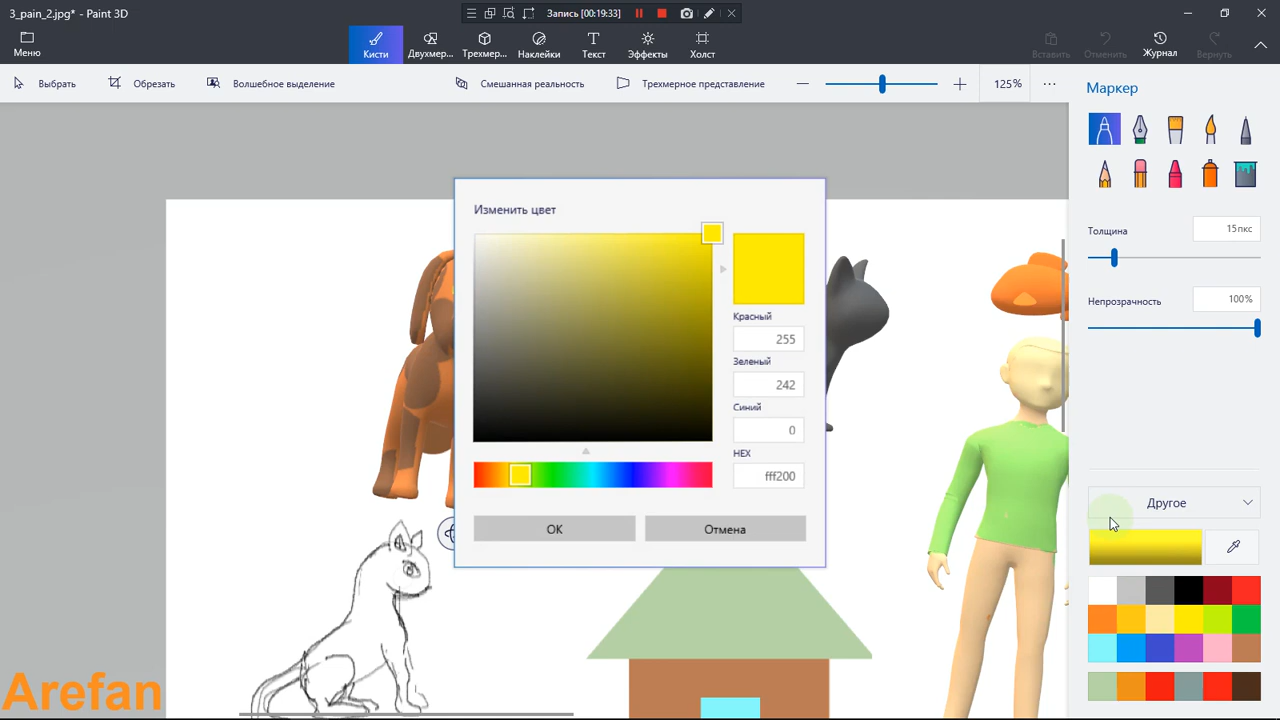 3_pain_2.jpg* - Paint 3D
Запись [00:19:33]
Меню
Кисти
Двухмер...
Трехмер...
Наклейки
Текст
Эффекты
Холст
Вставить
Отменить
Журнал
Вернуть
Выбрать
Обрезать
Волшебное выделение
Смешанная реальность
Трехмерное представление
125%
Маркер
Толщина
15пкс
Непрозрачность
100%
Изменить цвет
Красный
255
Зеленый
242
Синий
0
HEX
fff200
OK
Отмена
Другое
Arefan